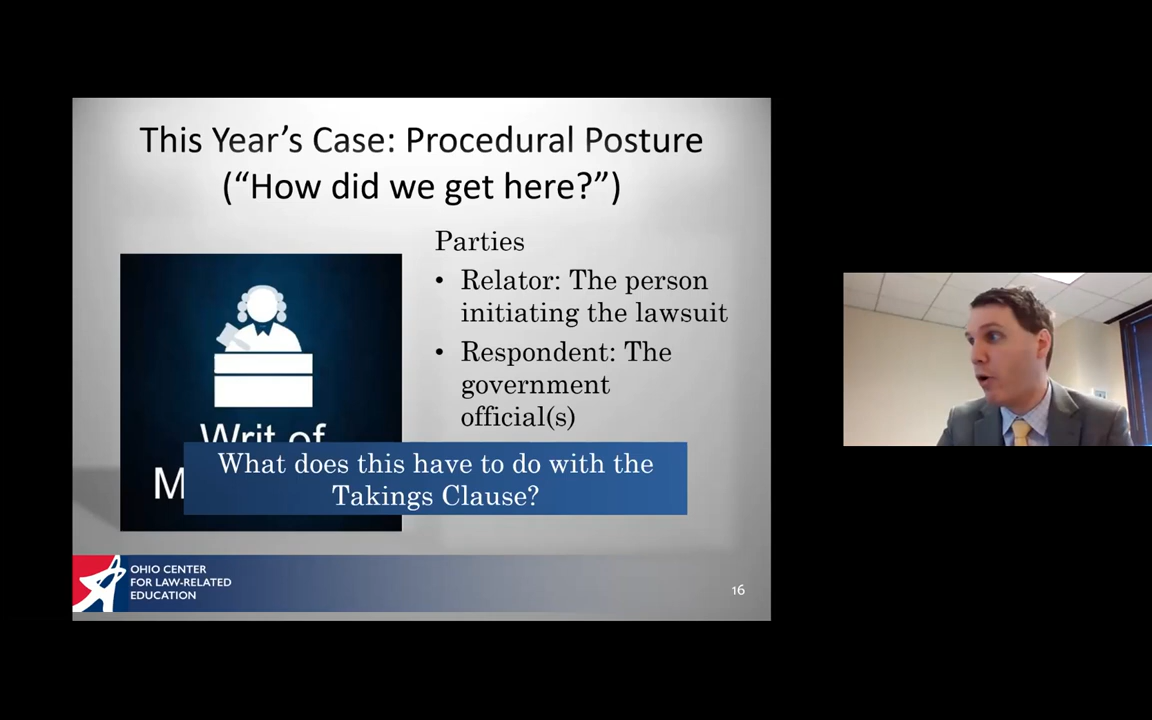 This Year’s Case: Procedural Posture
(“How did we get here?”)
Parties
• Relator: The person
initiating the lawsuit
• Respondent: The
government
official(s)
Writ of
M
What does this have to do with the
Takings Clause?
OHIO CENTER
FOR LAW-RELATED
EDUCATION
16